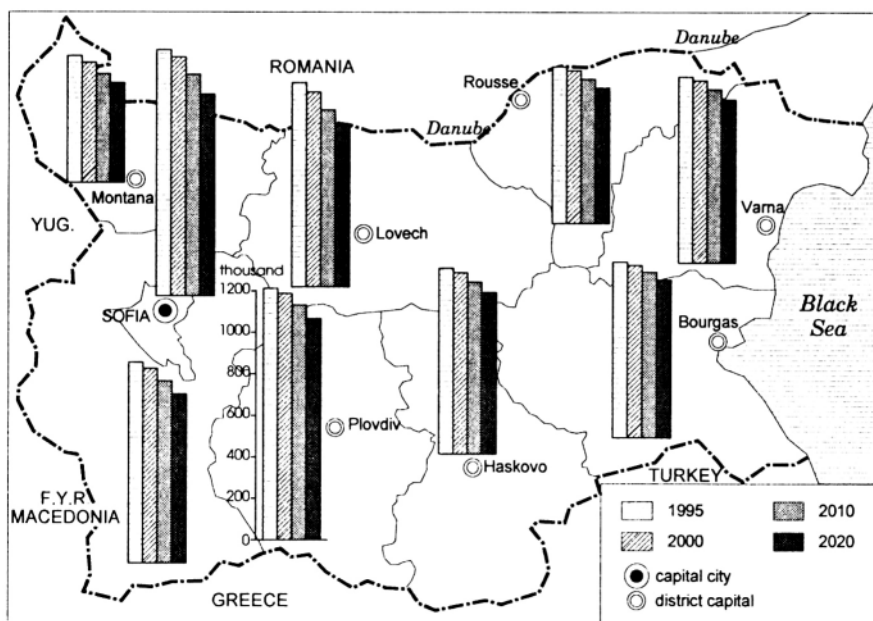 Danube
ROMANIA
Rousse
Danube
Montana
Varna
YUG.
Lovech
thousand
1200
1000
800
600
400
200
0
SOFIA
Black
Sea
Bourgas
Plovdiv
Haskovo
TURKEY
F.Y.R
MACEDONIA
GREECE
1995
2010
2000
2020
capital city
district capital